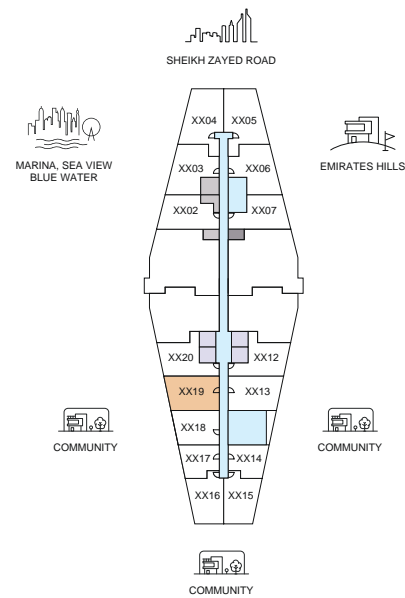 SHEIKH ZAYED ROAD
MARINA, SEA VIEW
BLUE WATER
EMIRATES HILLS
XX04 XX05
XX03 XX06
XX02 XX07
XX20 XX12
XX19 XX13
XX18
XX17 XX14
XX16 XX15
COMMUNITY
COMMUNITY
COMMUNITY